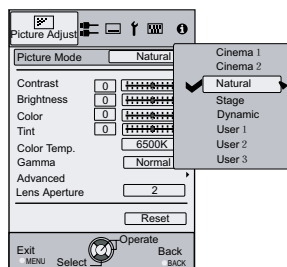 Picture Adjust
Picture Mode Natural
Contrast 0
Brightness 0
Color 0
Tint 0
Color Temp. 6500K
Gamma Normal
Advanced
Lens Aperture 2
Reset
Exit
MENU
Select
Operate
Back
BACK
Cinema 1
Cinema 2
Natural
Stage
Dynamic
User 1
User 2
User 3